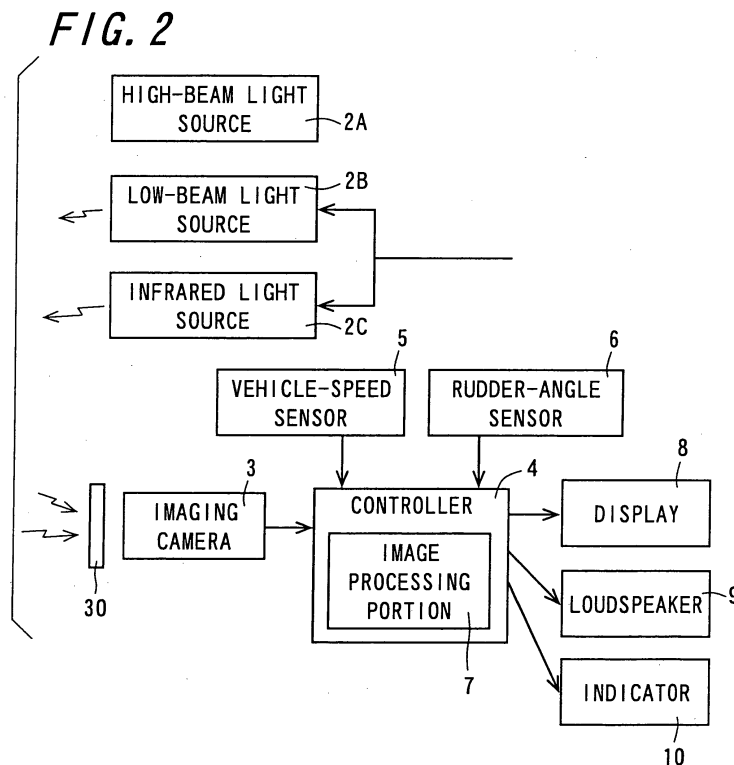 FIG. 2
HIGH-BEAM LIGHT
SOURCE
2A
2B
LOW-BEAM LIGHT
SOURCE
INFRARED LIGHT
SOURCE
2C
5
6
VEHICLE-SPEED
SENSOR
RUDDER-ANGLE
SENSOR
3
4
8
IMAGING
CAMERA
CONTROLLER
DISPLAY
IMAGE
PROCESSING
PORTION
30
7
LOUDSPEAKER
9
INDICATOR
10